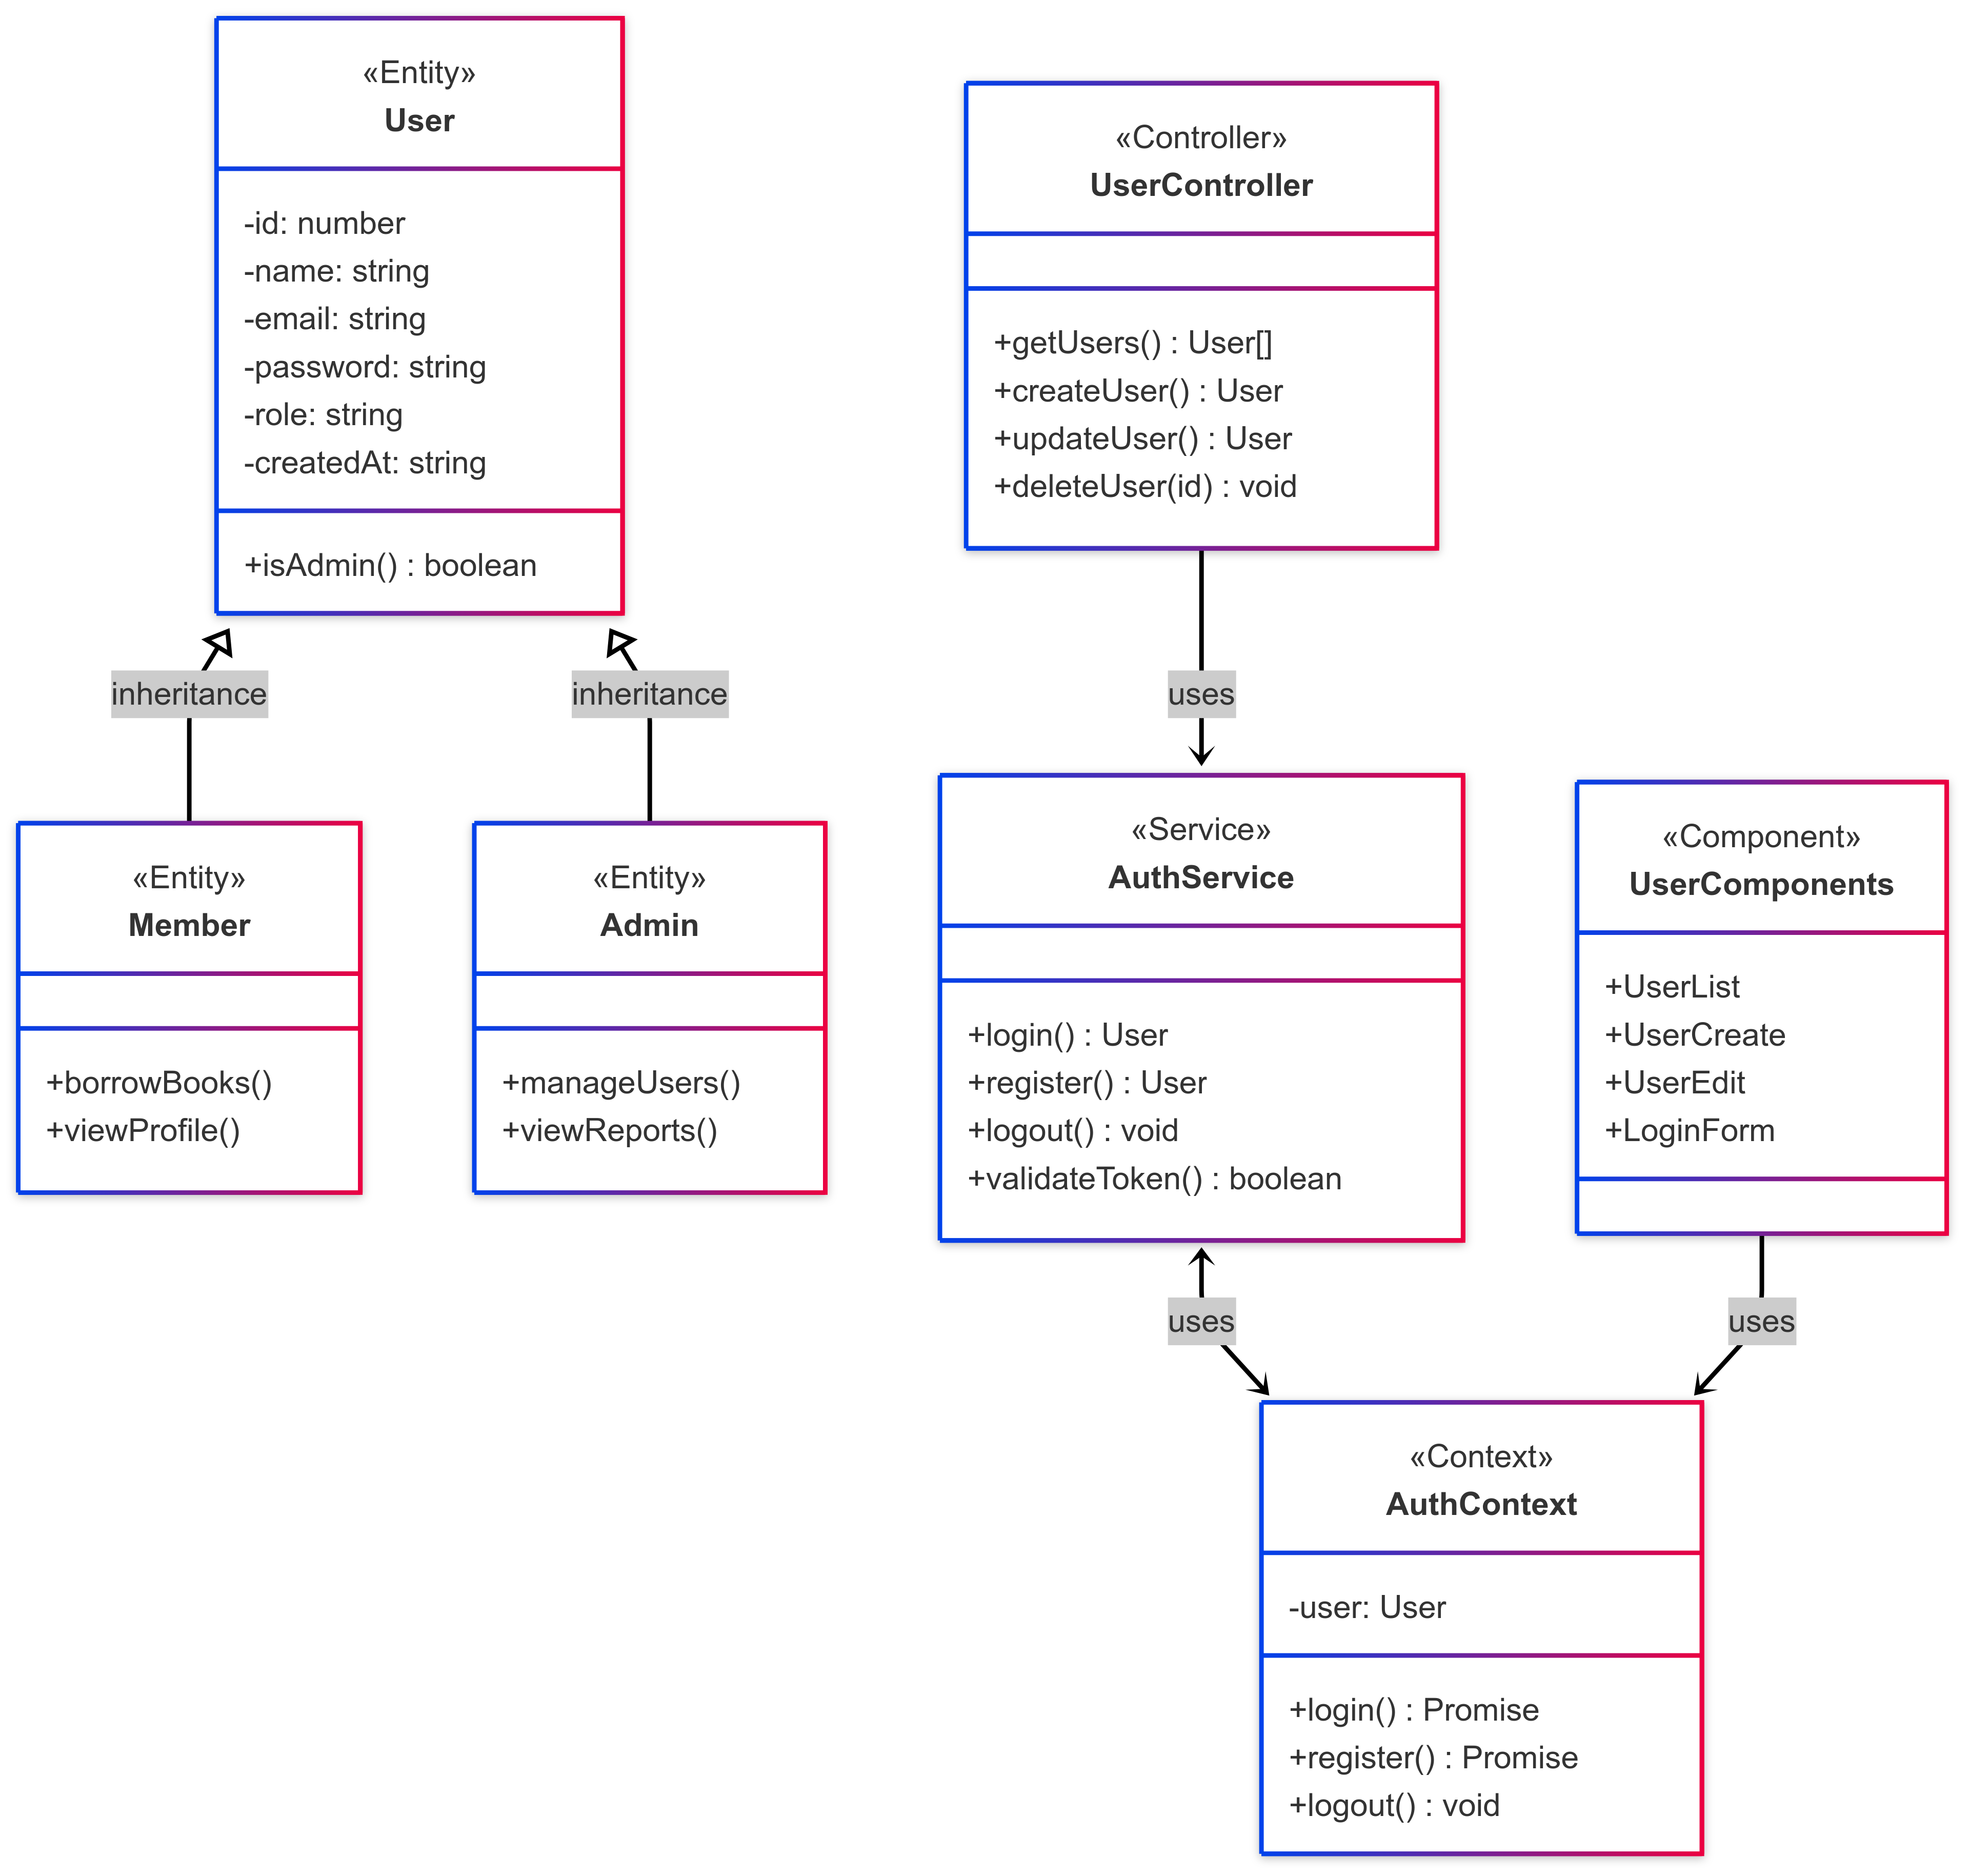 «Entity»
User
-id: number
-name: string
-email: string
-password: string
-role: string
-createdAt: string
+isAdmin() : boolean
«Controller»
UserController
+getUsers() : User[]
+createUser() : User
+updateUser() : User
+deleteUser(id) : void
inheritance
inheritance
uses
«Entity»
Member
+borrowBooks()
+viewProfile()
«Entity»
Admin
+manageUsers()
+viewReports()
«Service»
AuthService
+login() : User
+register() : User
+logout() : void
+validateToken() : boolean
«Component»
UserComponents
+UserList
+UserCreate
+UserEdit
+LoginForm
uses
uses
«Context»
AuthContext
-user: User
+login() : Promise
+register() : Promise
+logout() : void